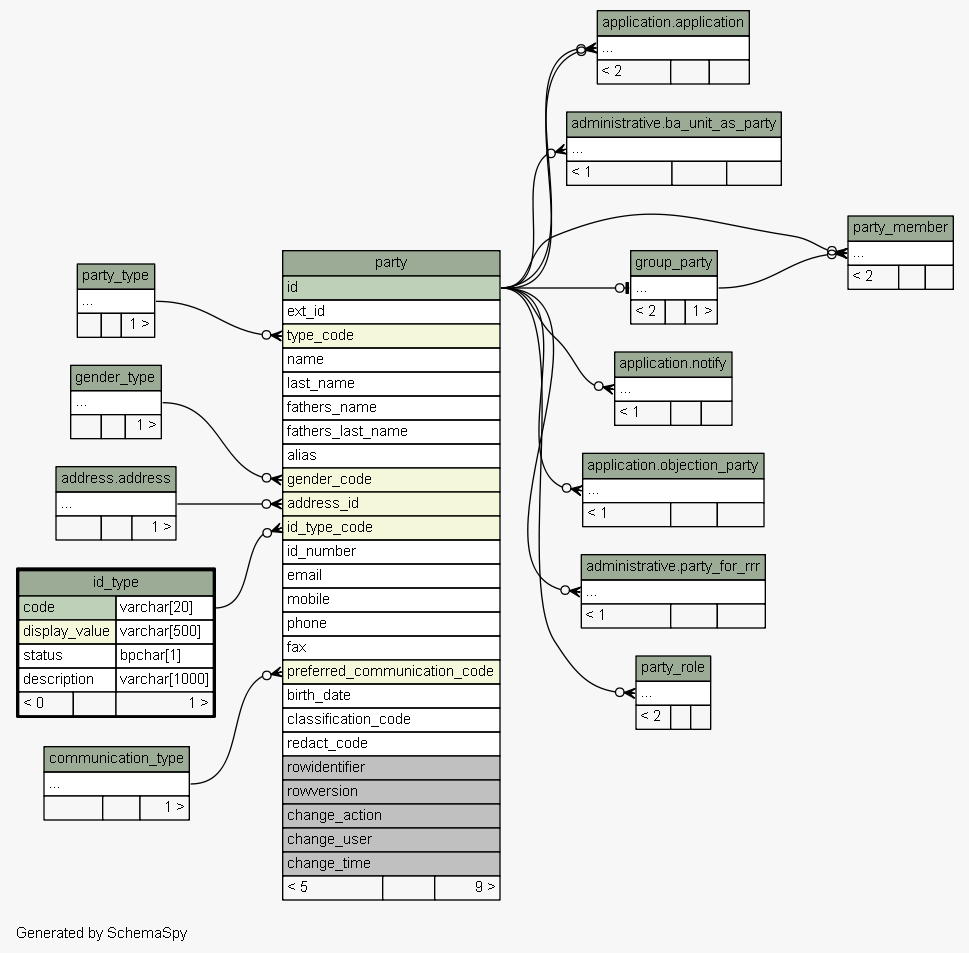 application.application
...
< 2
administrative.ba_unit_as_party
...
< 1
party_member
...
< 2
group_party
...
< 2 1 >
application.notify
...
< 1
application.objection_party
...
< 1
administrative.party_for_rrr
...
< 1
party_role
...
< 2
party
id
ext_id
type_code
name
last_name
fathers_name
fathers_last_name
alias
gender_code
address_id
id_type_code
id_number
email
mobile
phone
fax
preferred_communication_code
birth_date
classification_code
redact_code
rowidentifier
rowversion
change_action
change_user
change_time
< 5 9 >
party_type
...
1 >
gender_type
...
1 >
address.address
...
1 >
id_type
code varchar[20]
display_value varchar[500]
status bpchar[1]
description varchar[1000]
< 0 1 >
communication_type
...
1 >
Generated by SchemaSpy